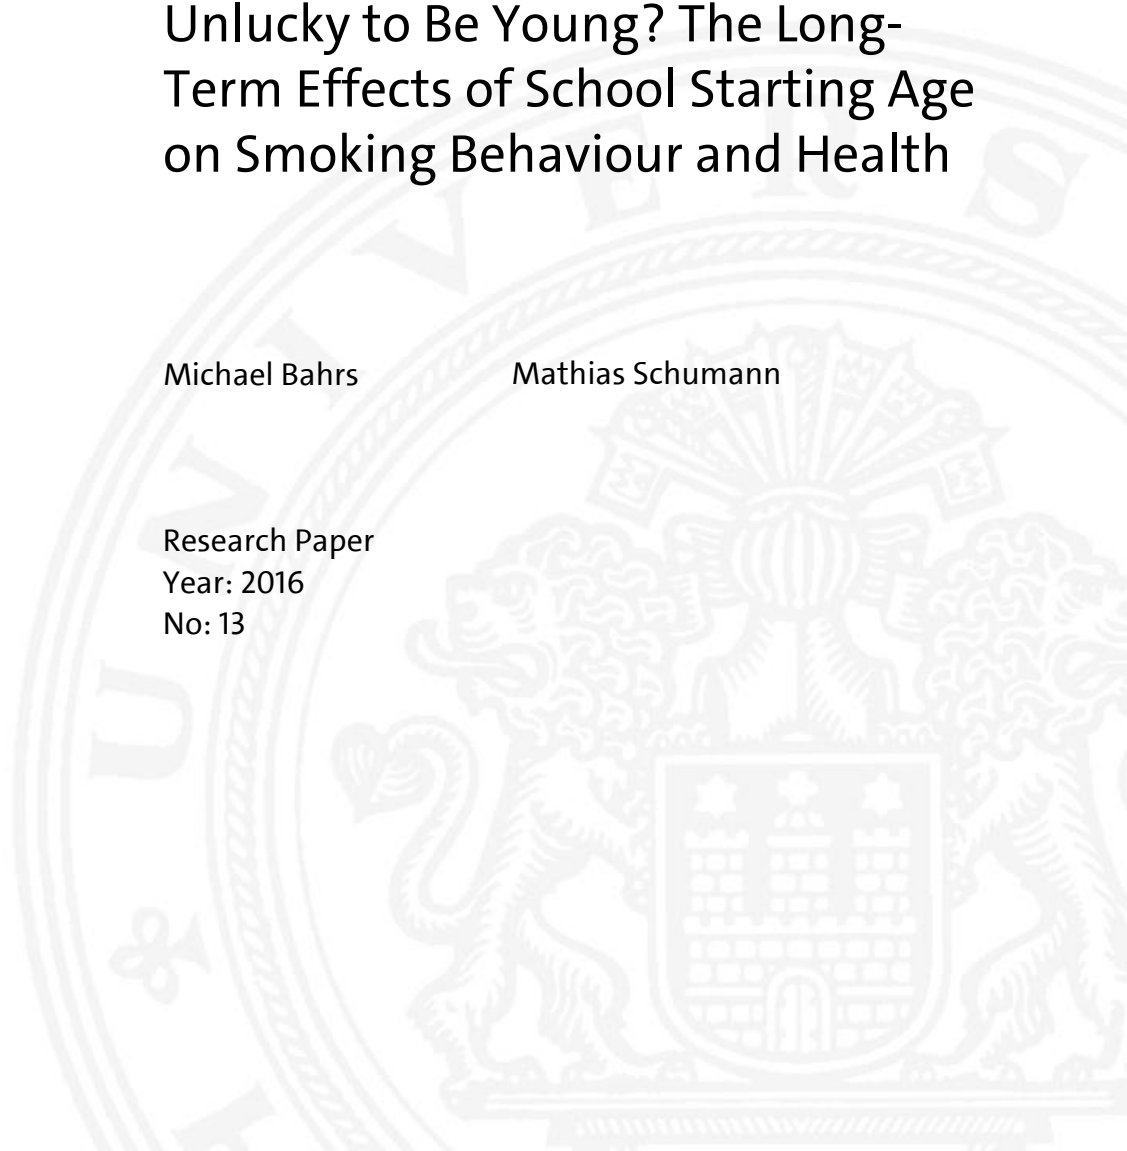 Unlucky to Be Young? The Long-
Term Effects of School Starting Age
on Smoking Behaviour and Health
Michael Bahrs Mathias Schumann
Research Paper
Year: 2016
No: 13
UNIVERS